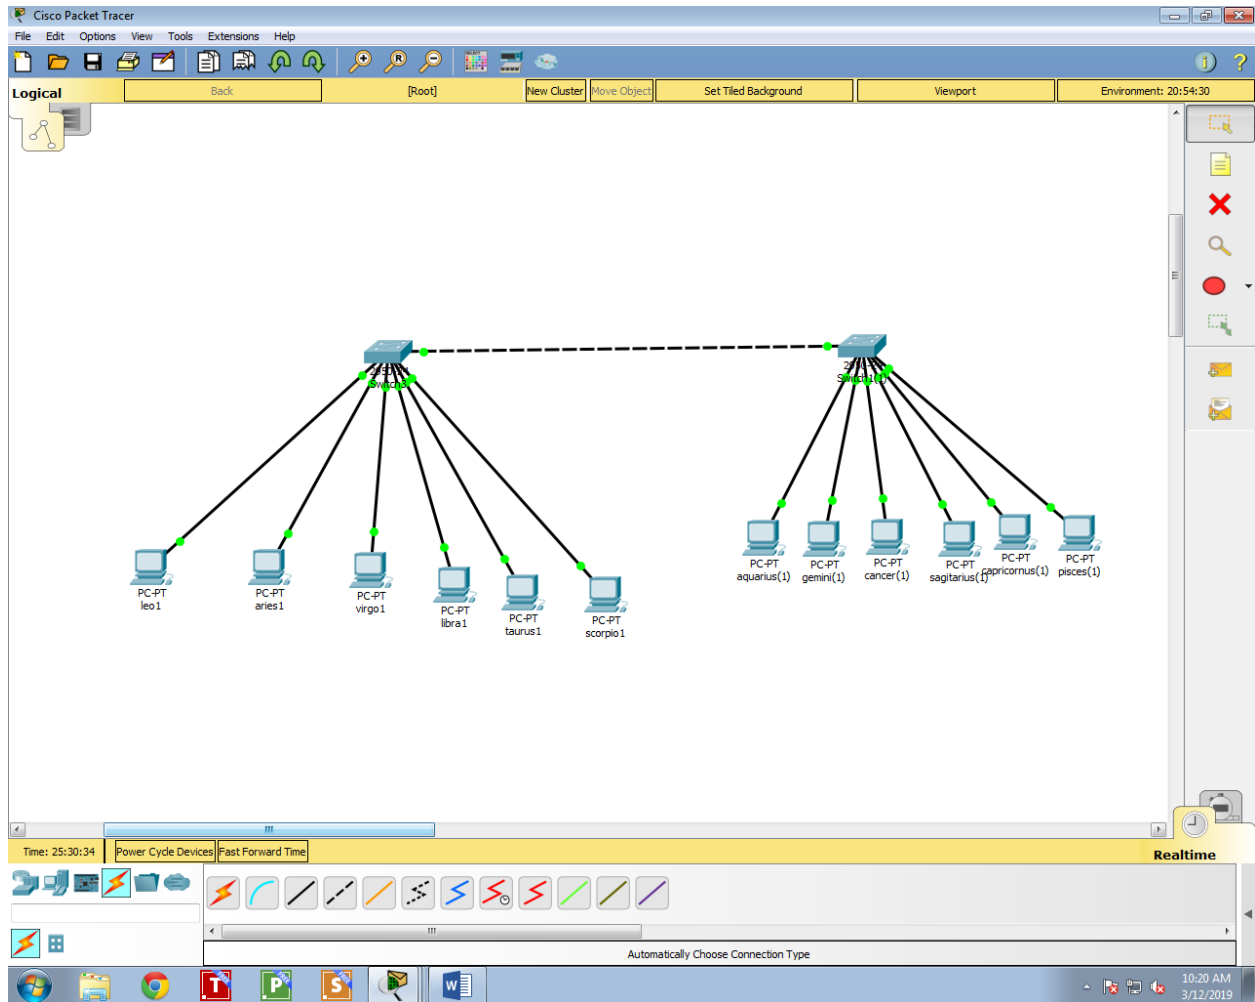 Cisco Packet Tracer
File Edit Options View Tools Extensions Help
Logical
Back
[Root]
New Cluster
Move Object
Set Tiled Background
Viewport
Environment: 20:54:30
Switch3
Switch1(1)
PC-PT
leo1
PC-PT
aries1
PC-PT
virgo1
PC-PT
libra1
PC-PT
taurus1
PC-PT
scorpio1
PC-PT
aquarius(1)
PC-PT
gemini(1)
PC-PT
cancer(1)
PC-PT
sagitarius(1)
PC-PT
capricornus(1)
PC-PT
pisces(1)
Time: 25:30:34
Power Cycle Devices
Fast Forward Time
Realtime
Automatically Choose Connection Type
10:20 AM
3/12/2019